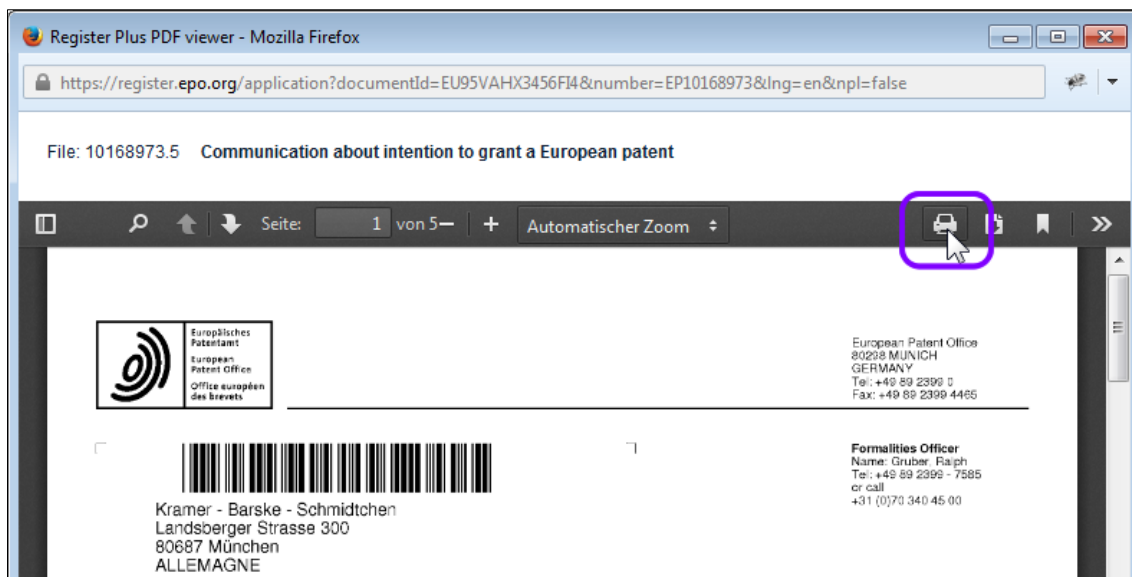 Register Plus PDF viewer - Mozilla Firefox
https://register.epo.org/application?documentId=EU95VAHX3456FI4&number=EP10168973&lng=en&npl=false
File: 10168973.5 Communication about intention to grant a European patent
Seite: 1 von 5 Automatischer Zoom
Europäisches
Patentamt
European
Patent Office
Office européen
des brevets
European Patent Office
80298 MUNICH
GERMANY
Tel: +49 89 2399 0
Fax: +49 89 2399 4465
Formalities Officer
Name: Gruber, Ralph
Tel: +49 89 2399 - 7585
or call
+31 (0)70 340 45 00
Kramer - Barske - Schmidtchen
Landsberger Strasse 300
80687 München
ALLEMAGNE